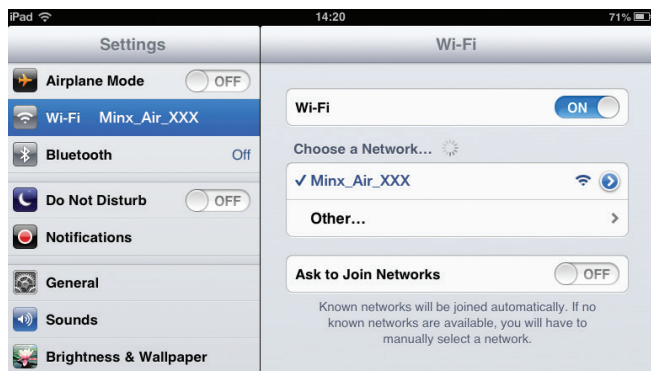 iPad 14:20 71%
Settings
Airplane Mode OFF
Wi-Fi Minx_Air_XXX
Bluetooth Off
Do Not Disturb OFF
Notifications
General
Sounds
Brightness & Wallpaper
Wi-Fi
Wi-Fi ON
Choose a Network...
✓ Minx_Air_XXX
Other...
Ask to Join Networks OFF
Known networks will be joined automatically. If no
known networks are available, you will have to
manually select a network.